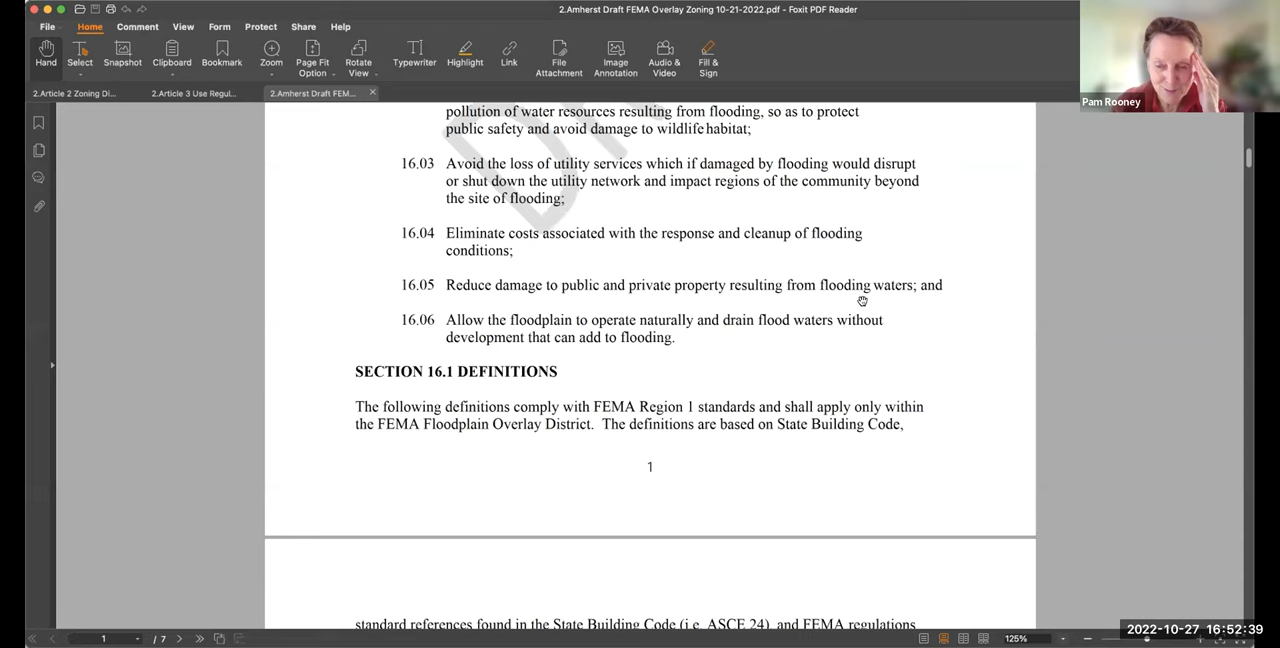 2.Amherst Draft FEMA Overlay Zoning 10-21-2022.pdf - Foxit PDF Reader
File Home Comment View Form Protect Share Help
Hand Select Snapshot Clipboard Bookmark Zoom Page Fit Option Rotate View Typewriter Highlight Link File Attachment Image Annotation Audio & Video Fill & Sign
Pam Rooney
2.Article 2 Zoning Di... 2.Article 3 Use Regul... 2.Amherst Draft FEM...
pollution of water resources resulting from flooding, so as to protect
public safety and avoid damage to wildlife habitat;
16.03 Avoid the loss of utility services which if damaged by flooding would disrupt
or shut down the utility network and impact regions of the community beyond
the site of flooding;
16.04 Eliminate costs associated with the response and cleanup of flooding
conditions;
16.05 Reduce damage to public and private property resulting from flooding waters; and
16.06 Allow the floodplain to operate naturally and drain flood waters without
development that can add to flooding.
SECTION 16.1 DEFINITIONS
The following definitions comply with FEMA Region 1 standards and shall apply only within
the FEMA Floodplain Overlay District. The definitions are based on State Building Code,
1
standard references found in the State Building Code (i.e. ASCE 24), and FEMA regulations
1 / 7 125%
2022-10-27 16:52:39